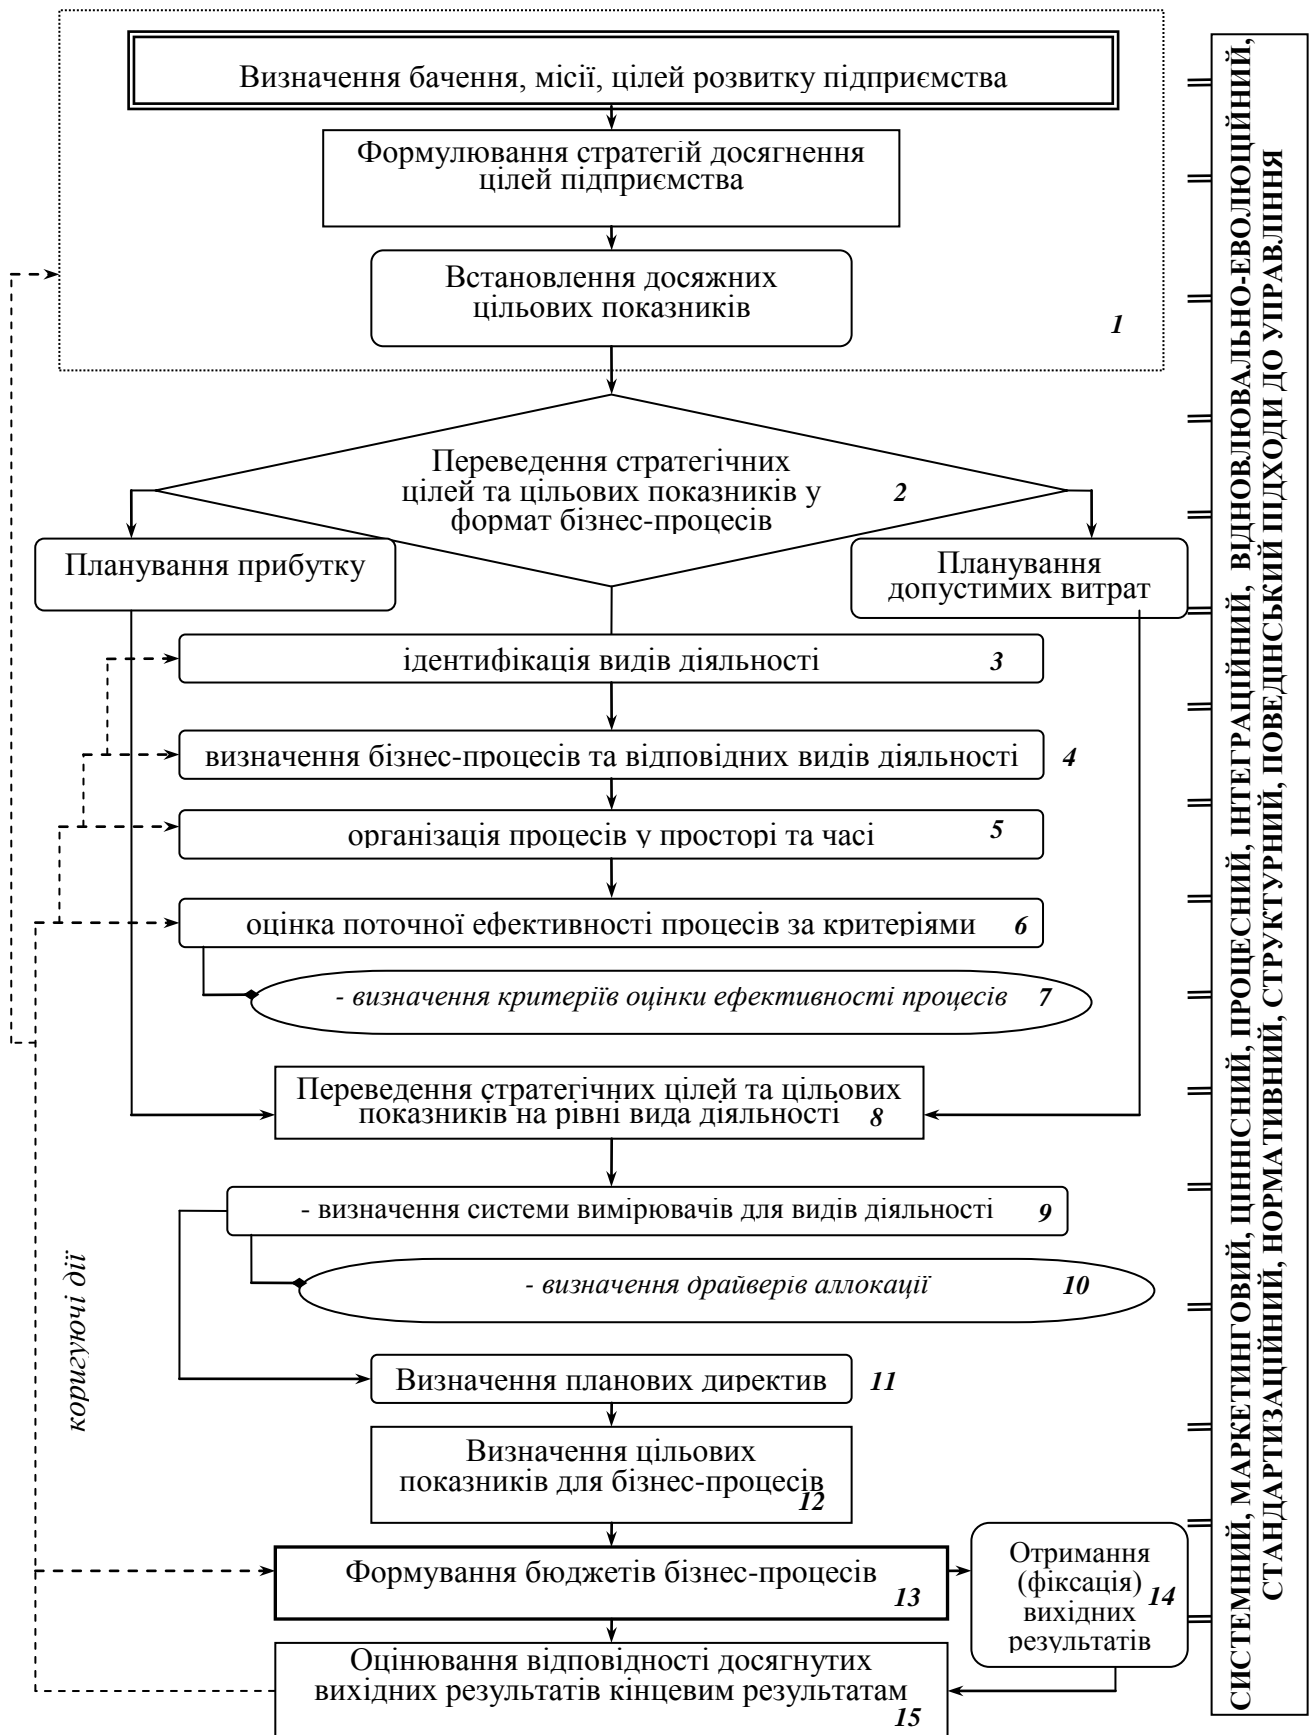 Визначення бачення, місії, цілей розвитку підприємства
Формулювання стратегій досягнення
цілей підприємства
Встановлення досяжних
цільових показників
1
Переведення стратегічних
цілей та цільових показників у
формат бізнес-процесів
2
Планування прибутку
Планування
допустимих витрат
ідентифікація видів діяльності
3
визначення бізнес-процесів та відповідних видів діяльності
4
організація процесів у просторі та часі
5
оцінка поточної ефективності процесів за критеріями
6
- визначення критеріїв оцінки ефективності процесів
7
Переведення стратегічних цілей та цільових
показників на рівні вида діяльності
8
- визначення системи вимірювачів для видів діяльності
9
- визначення драйверів аллокації
10
Визначення планових директив
11
Визначення цільових
показників для бізнес-процесів
12
Формування бюджетів бізнес-процесів
13
Отримання
(фіксація)
вихідних
результатів
14
Оцінювання відповідності досягнутих
вихідних результатів кінцевим результатам
15
коригуючі дії
СИСТЕМНИЙ, МАРКЕТИНГОВИЙ, ЦІННІСНИЙ, ПРОЦЕСНИЙ, ІНТЕГРАЦІЙНИЙ, ВІДНОВЛЮВАЛЬНО-ЕВОЛЮЦІЙНИЙ,
СТАНДАРТИЗАЦІЙНИЙ, НОРМАТИВНИЙ, СТРУКТУРНИЙ, ПОВЕДІНСЬКИЙ ПІДХОДИ ДО УПРАВЛІННЯ